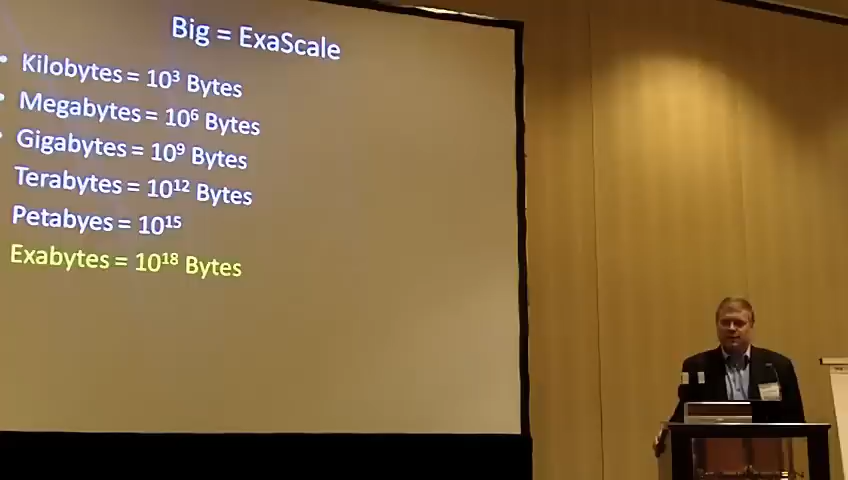 Big = ExaScale
• Kilobytes = 10³ Bytes
• Megabytes = 10⁶ Bytes
• Gigabytes = 10⁹ Bytes
Terabytes = 10¹² Bytes
Petabyes = 10¹⁵
Exabytes = 10¹⁸ Bytes